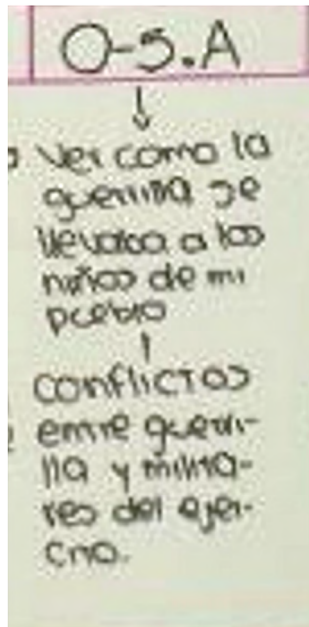 O-5.A
Ver como la
guerrilla se
llevaba a los
niños de mi
pueblo
conflictos
entre guerri-
lla y milita-
res del ejer-
cito.